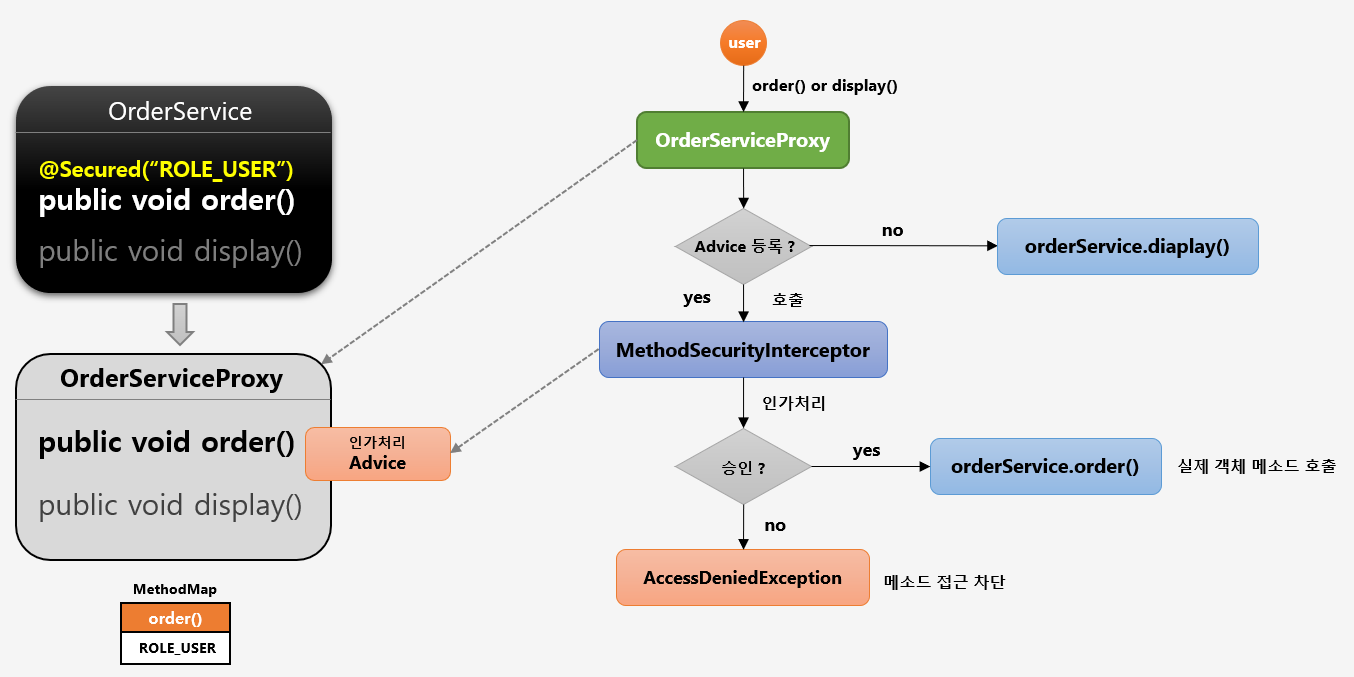 OrderService
@Secured(“ROLE_USER”)
public void order()
public void display()
OrderServiceProxy
public void order()
인가처리
Advice
public void display()
MethodMap
order()
ROLE_USER
user
order() or display()
OrderServiceProxy
Advice 등록 ?
no
orderService.diaplay()
yes
호출
MethodSecurityInterceptor
인가처리
승인 ?
yes
orderService.order()
실제 객체 메소드 호출
no
AccessDeniedException
메소드 접근 차단